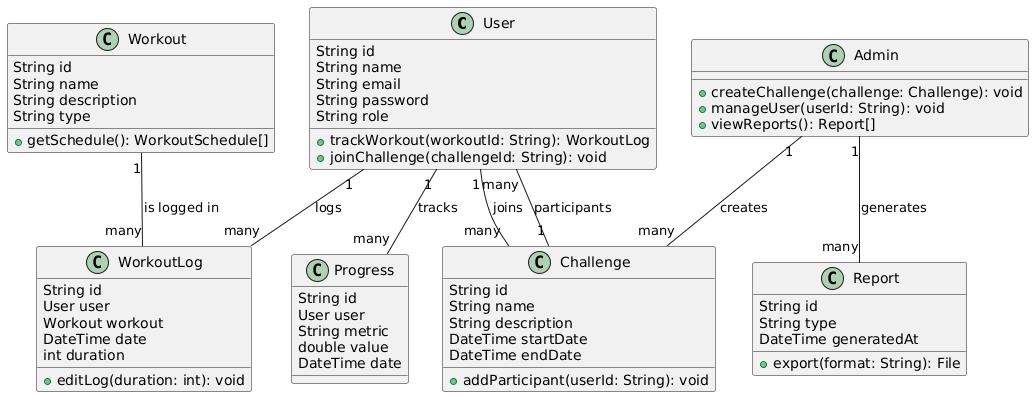 C Workout
String id
String name
String description
String type
getSchedule(): WorkoutSchedule[]
C User
String id
String name
String email
String password
String role
trackWorkout(workoutId: String): WorkoutLog
joinChallenge(challengeId: String): void
C Admin
createChallenge(challenge: Challenge): void
manageUser(userId: String): void
viewReports(): Report[]
1
is logged in
many
1
logs
many
1
tracks
many
1
joins
many
many
participants
1
1
creates
many
1
generates
many
C WorkoutLog
String id
User user
Workout workout
DateTime date
int duration
editLog(duration: int): void
C Progress
String id
User user
String metric
double value
DateTime date
C Challenge
String id
String name
String description
DateTime startDate
DateTime endDate
addParticipant(userId: String): void
C Report
String id
String type
DateTime generatedAt
export(format: String): File